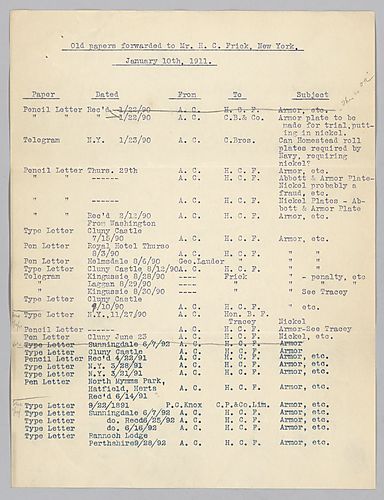 Old papers forwarded to Mr. H. C. Frick, New York,
January 10th, 1911.
Paper Dated From To Subject
Pencil Letter Rec'd 1/22/90 A. C. H. C. F. Armor, etc.
" " " 1/22/90 A. C. C.B.& Co. Armor plate to be
made for trial,putt-
ing in nickel.
Telegram N.Y. 1/23/90 A. C. C.Bros. Can Homestead roll
plates required by
Navy, requiring
nickel?
Pencil Letter Thurs. 29th A. C. H. C. F. Armor, etc.
" " A. C. H. C. F. Abbott & Armor Plate-
Nickel probably a
fraud, etc.
" " A. C. H. C. F. Nickel Plates - Ab-
bott & Armor Plate
" " Rec'd 2/12/90 A. C. H. C. F.
From Washington
Type Letter Cluny Castle
7/15/90 A. C. H. C. F. Armor, etc.
Pen Letter Royal Hotel Thurso
8/3/90 A. C. H. C. F. " "
Pen Letter Helmsdale 8/6/90 Geo.Lauder " "
Type Letter Cluny Castle 8/12/90 A. C. H. C. F. " "
Telegram Kingussie 8/28/90 ---- Frick " - penalty, etc
" Laggan 8/29/90 ---- " " etc
" Kingussie 8/30/90 ---- " " See Tracy
Type Letter Cluny Castle
/10/90 A. C. H. C. F. " etc.
Type Letter N.Y.,11/27/90 A. C. Hon. B. F.
Tracey Nickel
Pencil Letter ------ A. C. H. C. F. Armor-See Tracey
Pen Letter Cluny June 23 A. C. H. C. F. Nickel, etc.
Type Letter Sunningdale 6/7/92 A. C. H. C. F. Armor
Type Letter Cluny Castle A. C. H. C. F. Armor
Pencil Letter Rec'd 4/22/91 A. C. H. C. F. Armor, etc.
Type Letter N.Y. 3/28/91 A. C. H. C. F. Armor, etc.
Type Letter N.Y. 3/21/91 A. C. H. C. F. Armor, etc.
Pen Letter North Mymms Park,
Hatfield, Herts A. C. H. C. F. Armor, etc.
Rec'd 6/14/91
Type Letter 9/22/1891 P.C.Knox C.P.&Co.Lim. Armor, etc.
Type Letter Sunningdale 6/7/92 A. C. H. C. F. Armor, etc.
Type Letter do. Recd 6/25/92 A. C. H. C. F. Armor, etc.
Type Letter do. 6/16/92 A. C. H. C. F. Armor, etc.
Type Letter Rannoch Lodge
Perthshire 9/28/92 A. C. H. C. F. Armor, etc.